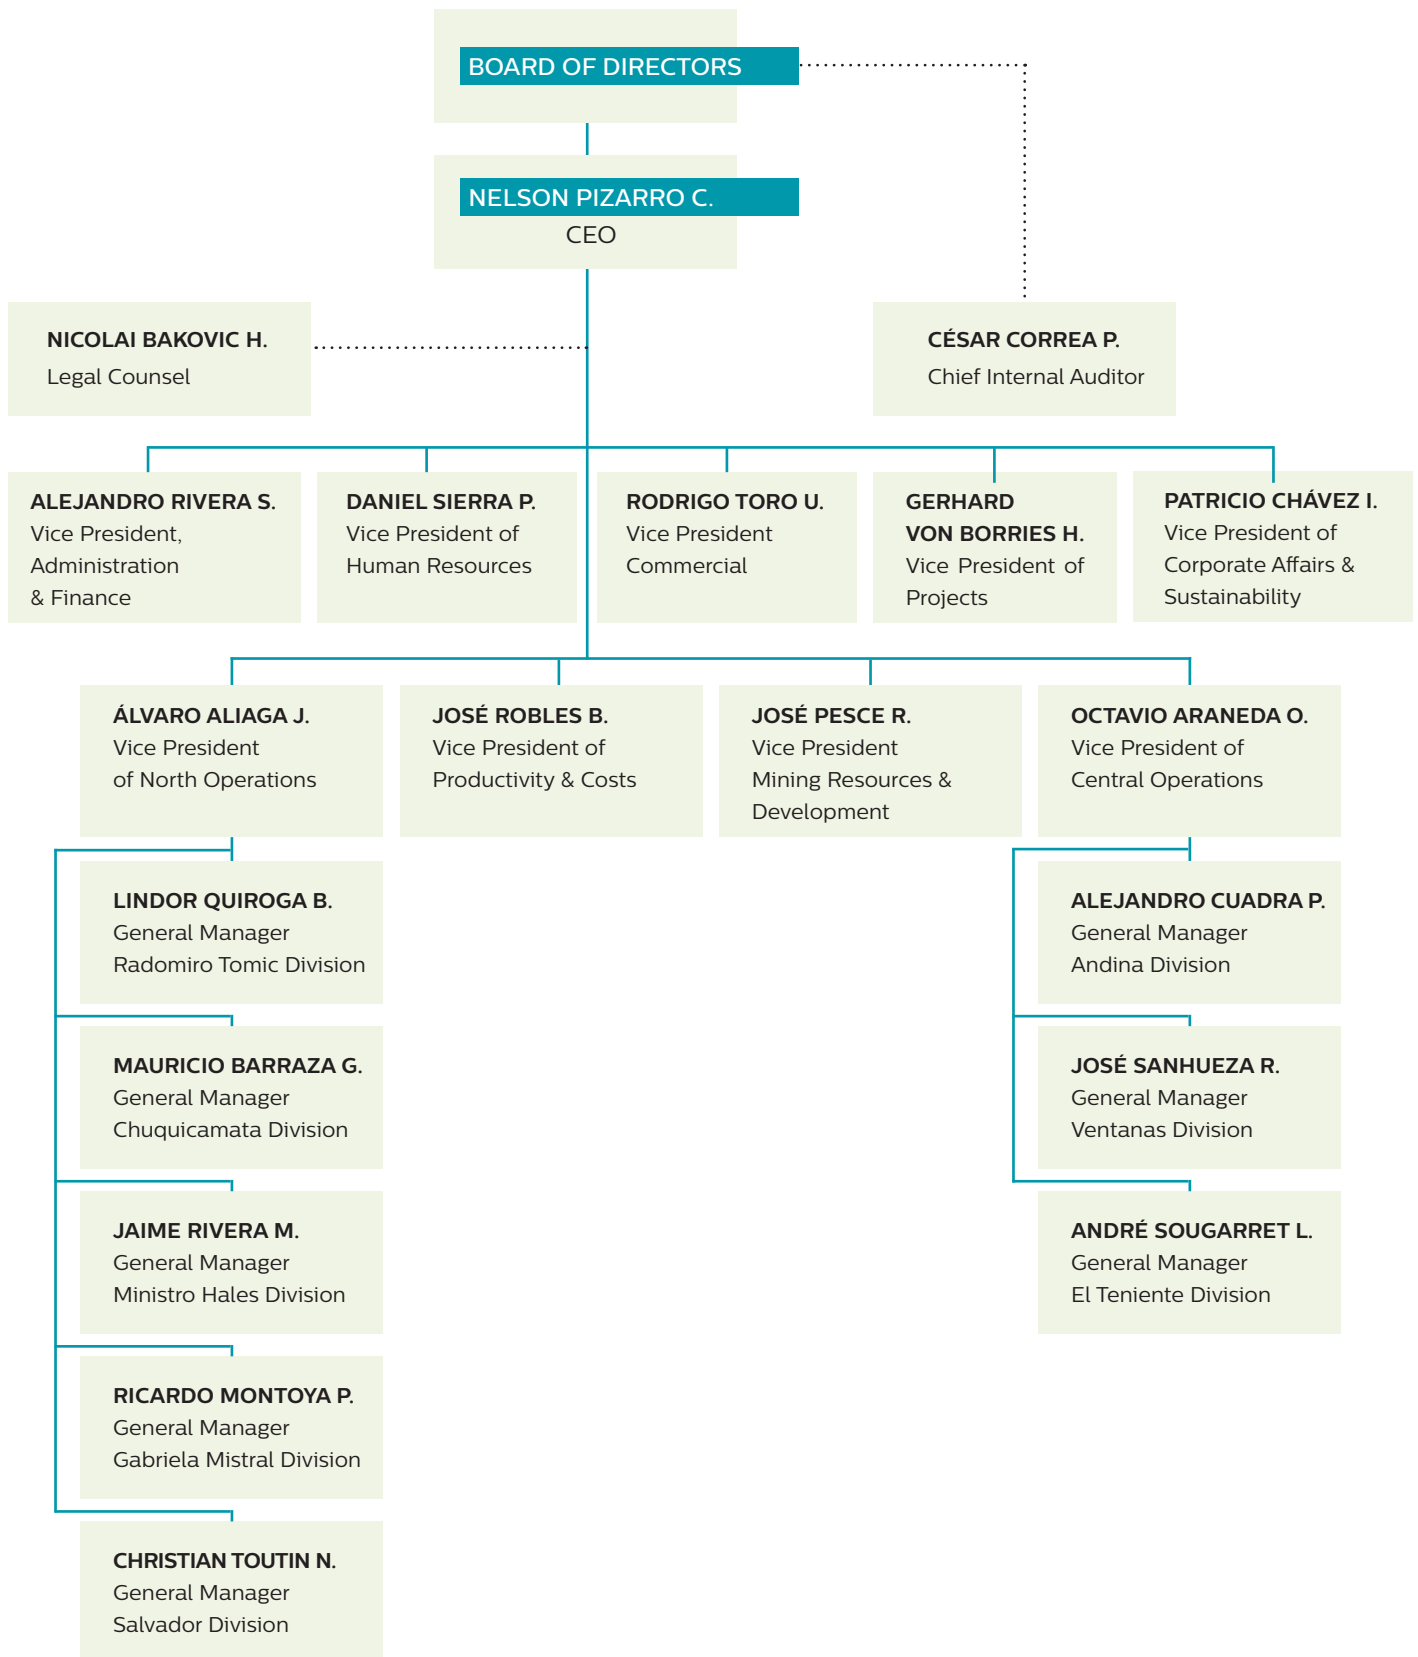 BOARD OF DIRECTORS
NELSON PIZARRO C.
CEO
NICOLAI BAKOVIC H.
Legal Counsel
CÉSAR CORREA P.
Chief Internal Auditor
ALEJANDRO RIVERA S.
Vice President,
Administration
& Finance
DANIEL SIERRA P.
Vice President of
Human Resources
RODRIGO TORO U.
Vice President
Commercial
GERHARD
VON BORRIES H.
Vice President of
Projects
PATRICIO CHÁVEZ I.
Vice President of
Corporate Affairs &
Sustainability
ÁLVARO ALIAGA J.
Vice President
of North Operations
JOSÉ ROBLES B.
Vice President of
Productivity & Costs
JOSÉ PESCE R.
Vice President
Mining Resources &
Development
OCTAVIO ARANEDA O.
Vice President of
Central Operations
LINDOR QUIROGA B.
General Manager
Radomiro Tomic Division
MAURICIO BARRAZA G.
General Manager
Chuquicamata Division
JAIME RIVERA M.
General Manager
Ministro Hales Division
RICARDO MONTOYA P.
General Manager
Gabriela Mistral Division
CHRISTIAN TOUTIN N.
General Manager
Salvador Division
ALEJANDRO CUADRA P.
General Manager
Andina Division
JOSÉ SANHUEZA R.
General Manager
Ventanas Division
ANDRÉ SOUGARRET L.
General Manager
El Teniente Division